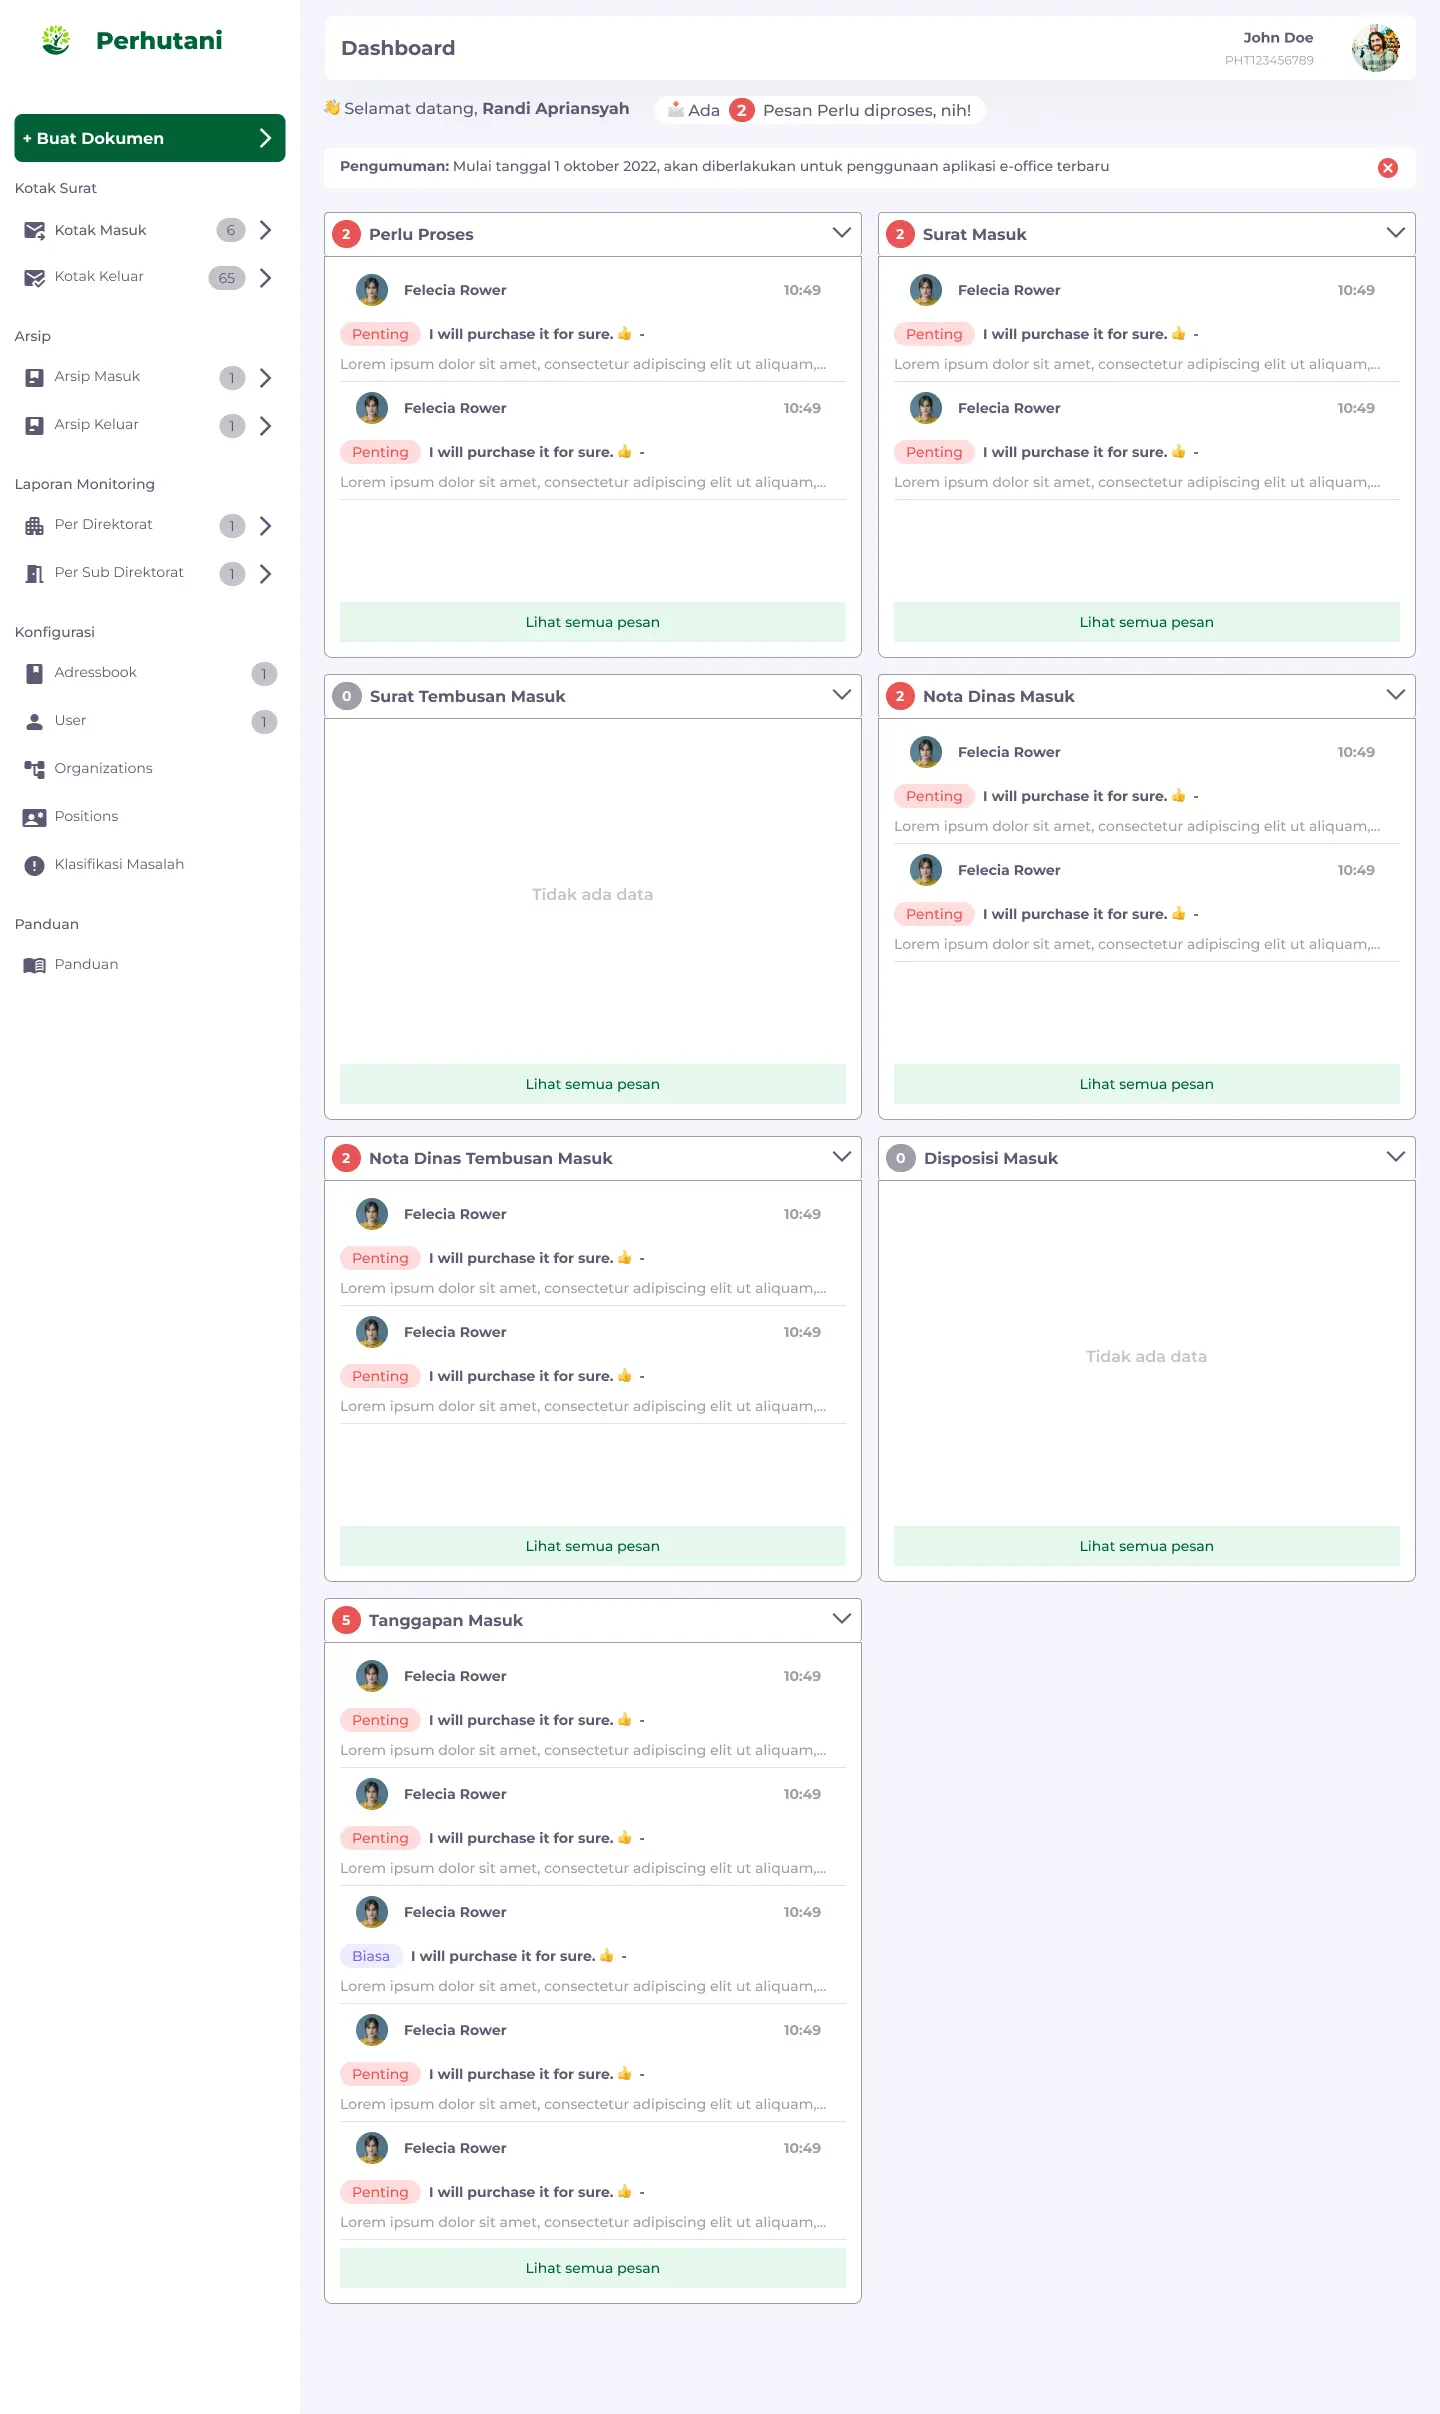 Perhutani
+ Buat Dokumen
Kotak Surat
Kotak Masuk 6
Kotak Keluar 65
Arsip
Arsip Masuk 1
Arsip Keluar 1
Laporan Monitoring
Per Direktorat 1
Per Sub Direktorat 1
Konfigurasi
Adressbook 1
User 1
Organizations
Positions
Klasifikasi Masalah
Panduan
Panduan
Dashboard
John Doe
PHT123456789
👋 Selamat datang, Randi Apriansyah
📩 Ada 2 Pesan Perlu diproses, nih!
Pengumuman: Mulai tanggal 1 oktober 2022, akan diberlakukan untuk penggunaan aplikasi e-office terbaru
2 Perlu Proses
Felecia Rower 10:49
Penting I will purchase it for sure. 👍 -
Lorem ipsum dolor sit amet, consectetur adipiscing elit ut aliquam,...
Felecia Rower 10:49
Penting I will purchase it for sure. 👍 -
Lorem ipsum dolor sit amet, consectetur adipiscing elit ut aliquam,...
Lihat semua pesan
2 Surat Masuk
Felecia Rower 10:49
Penting I will purchase it for sure. 👍 -
Lorem ipsum dolor sit amet, consectetur adipiscing elit ut aliquam,...
Felecia Rower 10:49
Penting I will purchase it for sure. 👍 -
Lorem ipsum dolor sit amet, consectetur adipiscing elit ut aliquam,...
Lihat semua pesan
0 Surat Tembusan Masuk
Tidak ada data
Lihat semua pesan
2 Nota Dinas Masuk
Felecia Rower 10:49
Penting I will purchase it for sure. 👍 -
Lorem ipsum dolor sit amet, consectetur adipiscing elit ut aliquam,...
Felecia Rower 10:49
Penting I will purchase it for sure. 👍 -
Lorem ipsum dolor sit amet, consectetur adipiscing elit ut aliquam,...
Lihat semua pesan
2 Nota Dinas Tembusan Masuk
Felecia Rower 10:49
Penting I will purchase it for sure. 👍 -
Lorem ipsum dolor sit amet, consectetur adipiscing elit ut aliquam,...
Felecia Rower 10:49
Penting I will purchase it for sure. 👍 -
Lorem ipsum dolor sit amet, consectetur adipiscing elit ut aliquam,...
Lihat semua pesan
0 Disposisi Masuk
Tidak ada data
Lihat semua pesan
5 Tanggapan Masuk
Felecia Rower 10:49
Penting I will purchase it for sure. 👍 -
Lorem ipsum dolor sit amet, consectetur adipiscing elit ut aliquam,...
Felecia Rower 10:49
Penting I will purchase it for sure. 👍 -
Lorem ipsum dolor sit amet, consectetur adipiscing elit ut aliquam,...
Felecia Rower 10:49
Biasa I will purchase it for sure. 👍 -
Lorem ipsum dolor sit amet, consectetur adipiscing elit ut aliquam,...
Felecia Rower 10:49
Penting I will purchase it for sure. 👍 -
Lorem ipsum dolor sit amet, consectetur adipiscing elit ut aliquam,...
Felecia Rower 10:49
Penting I will purchase it for sure. 👍 -
Lorem ipsum dolor sit amet, consectetur adipiscing elit ut aliquam,...
Lihat semua pesan